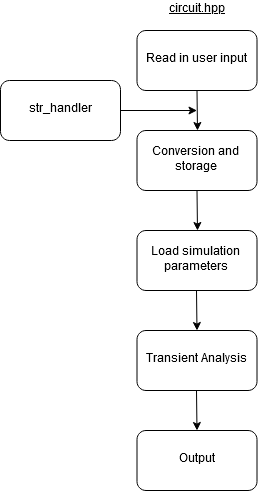 circuit.hpp
Read in user input
str_handler
Conversion and
storage
Load simulation
parameters
Transient Analysis
Output